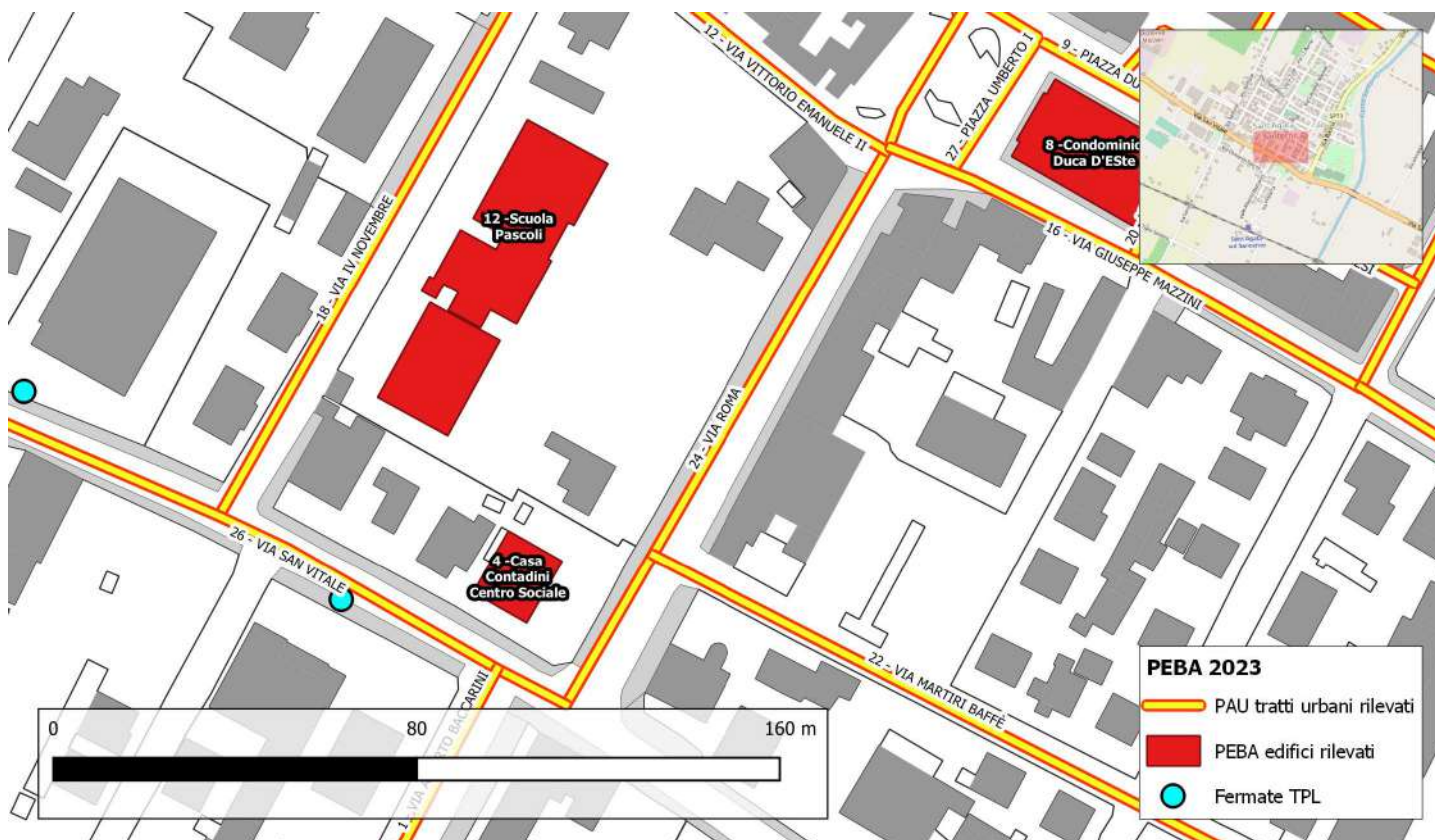 12 - VIA VITTORIO EMANUELE II
27 - PIAZZA UMBERTO I
9 - PIAZZA DU
8 -Condominio
Duca D'ESte
12 -Scuola
Pascoli
18 - VIA IV NOVEMBRE
16 - VIA GIUSEPPE MAZZINI
20
ESI
24 - VIA ROMA
26 - VIA SAN VITALE
4 -Casa
Contadini
Centro Sociale
22 - VIA MARTIRI BAFFÈ
BACCARINI
0 80 160 m
PEBA 2023
PAU tratti urbani rilevati
PEBA edifici rilevati
Fermate TPL